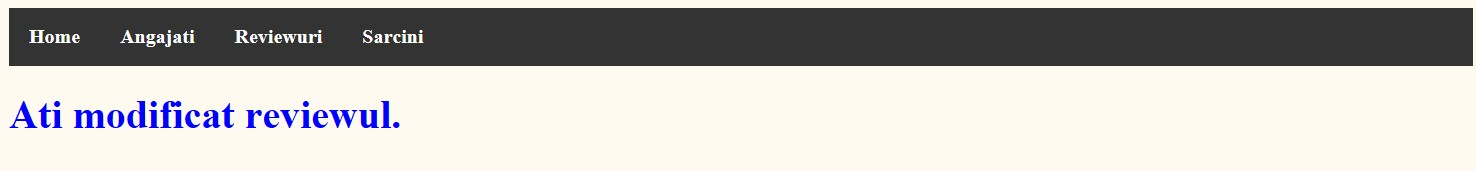 Home Angajati Reviewuri Sarcini
Ati modificat reviewul.